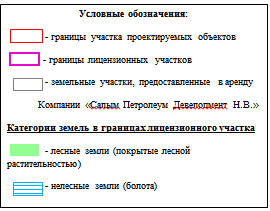 Условные обозначения:
- границы участка проектируемых объектов
- границы лицензионных участков
- земельные участки, предоставленные в аренду
Компании «Салым Петролеум Девелопмент Н.В.»
Категории земель в границах лицензионного участка
- лесные земли (покрытые лесной
растительностью)
- нелесные земли (болота)